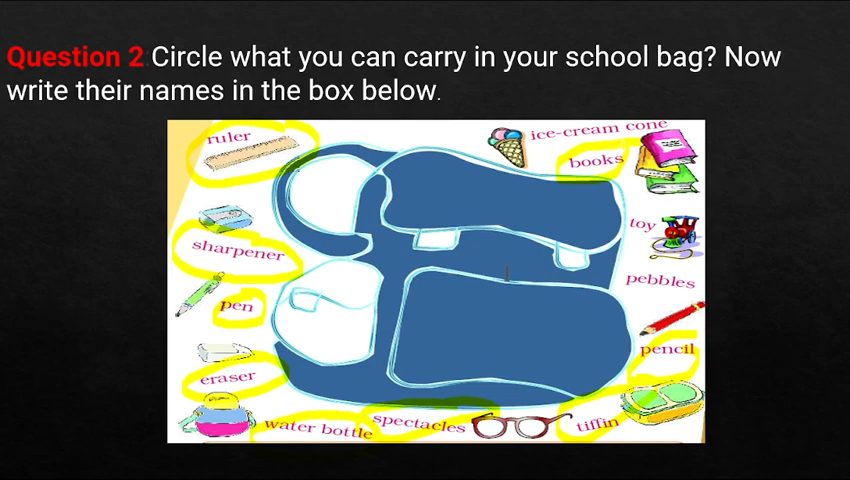 Question 2:Circle what you can carry in your school bag? Now
write their names in the box below.
ruler
ice-cream cone
books
toy
sharpener
pebbles
pen
pencil
eraser
water bottle
spectacles
tiffin